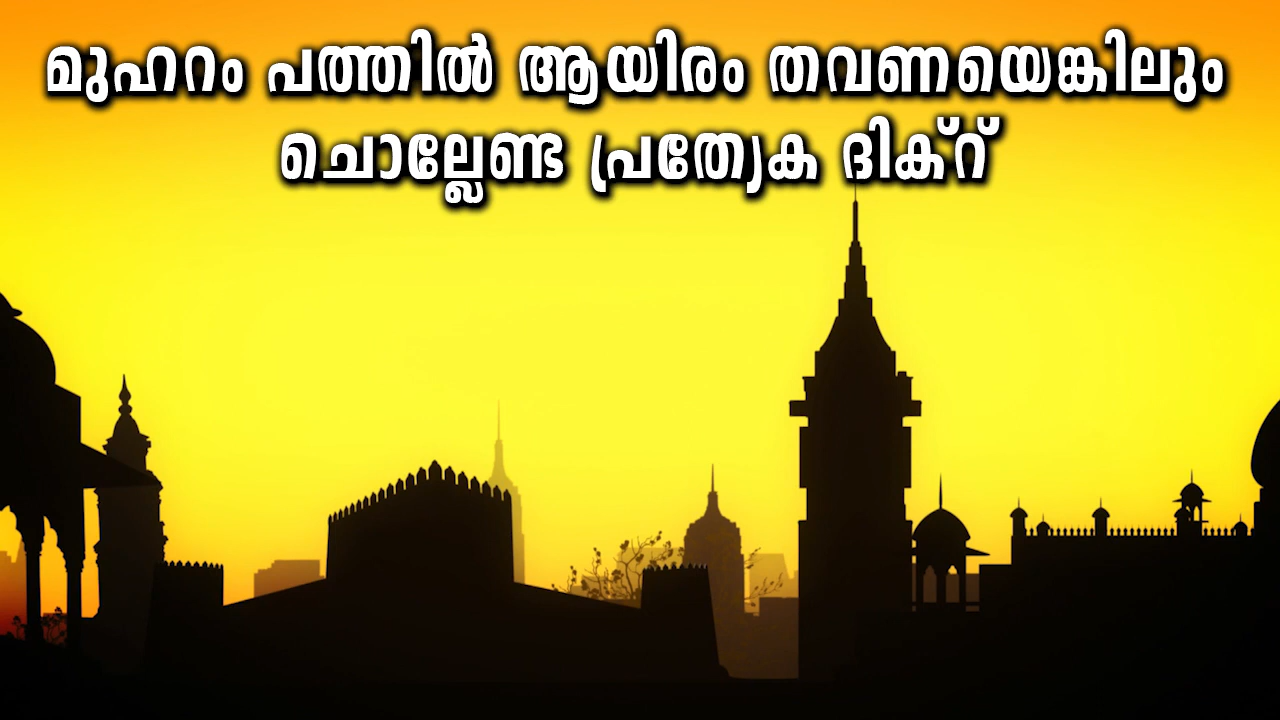 മുഹറം പത്തിൽ ആയിരം തവണയെങ്കിലും
ചൊല്ലേണ്ട പ്രത്യേക ദിക്റ്